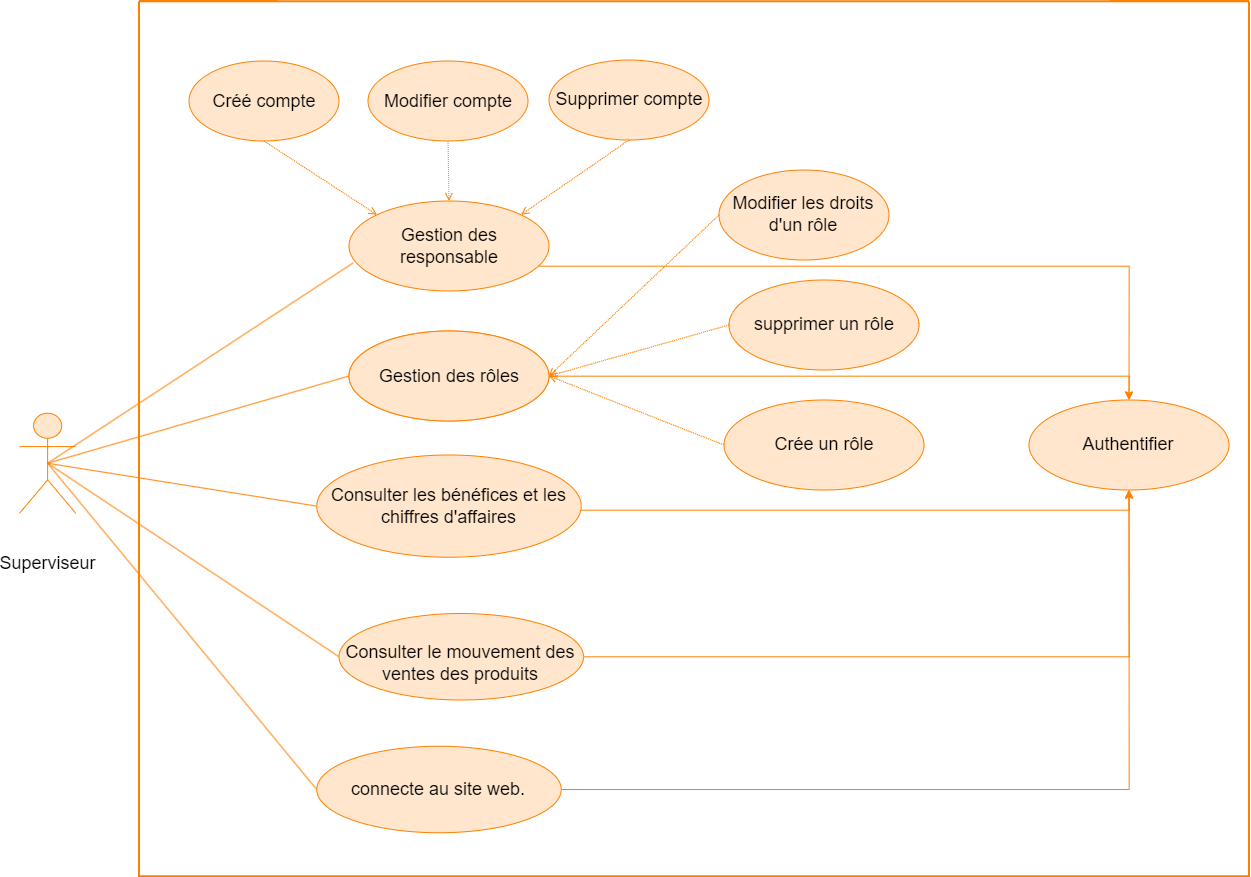 Créé compte
Modifier compte
Supprimer compte
Modifier les droits
d'un rôle
Gestion des
responsable
supprimer un rôle
Gestion des rôles
Crée un rôle
Authentifier
Consulter les bénéfices et les
chiffres d'affaires
Superviseur
Consulter le mouvement des
ventes des produits
connecte au site web.